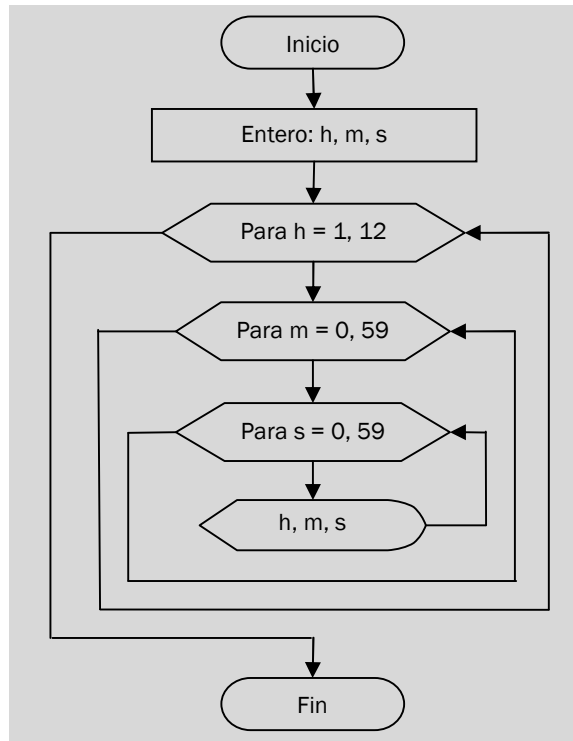 Inicio
Entero: h, m, s
Para h = 1, 12
Para m = 0, 59
Para s = 0, 59
h, m, s
Fin